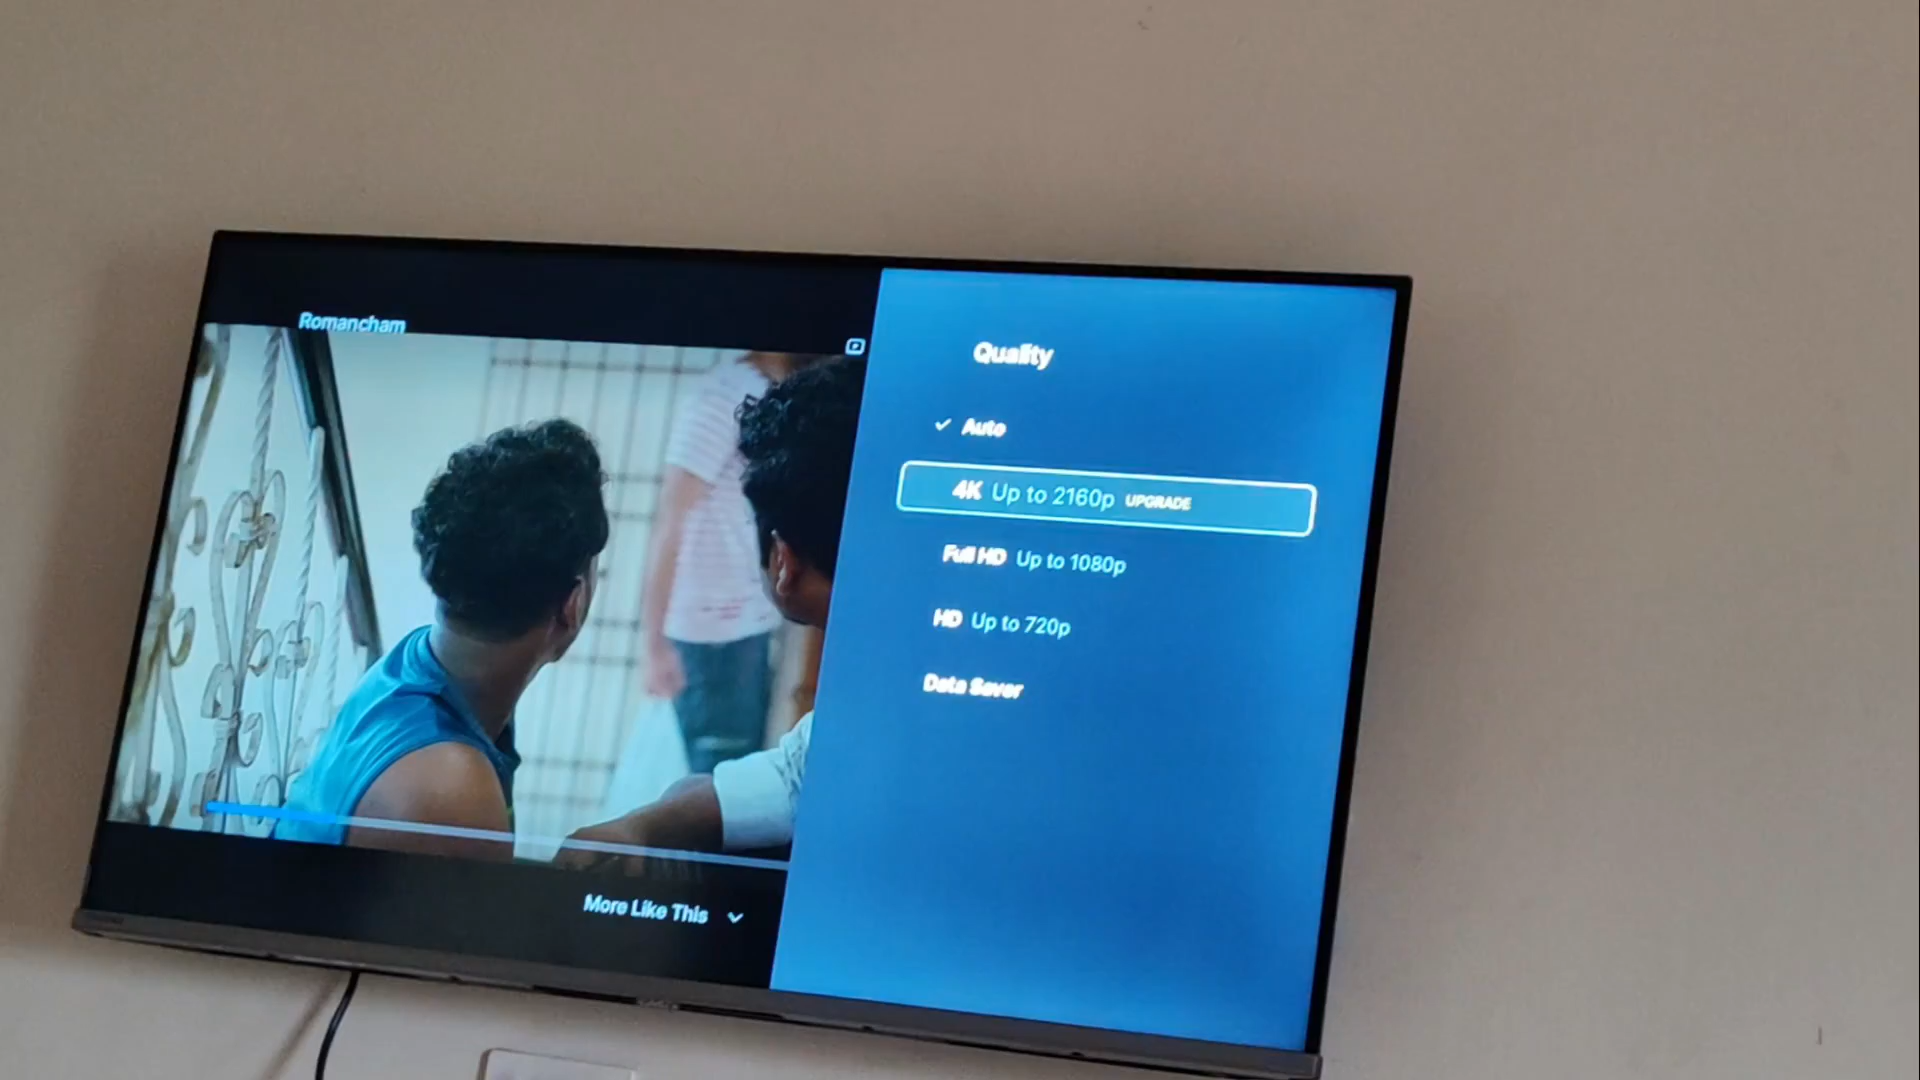 Romancham
Quality
Auto
4K Up to 2160p UPGRADE
Full HD Up to 1080p
HD Up to 720p
Data Saver
More Like This